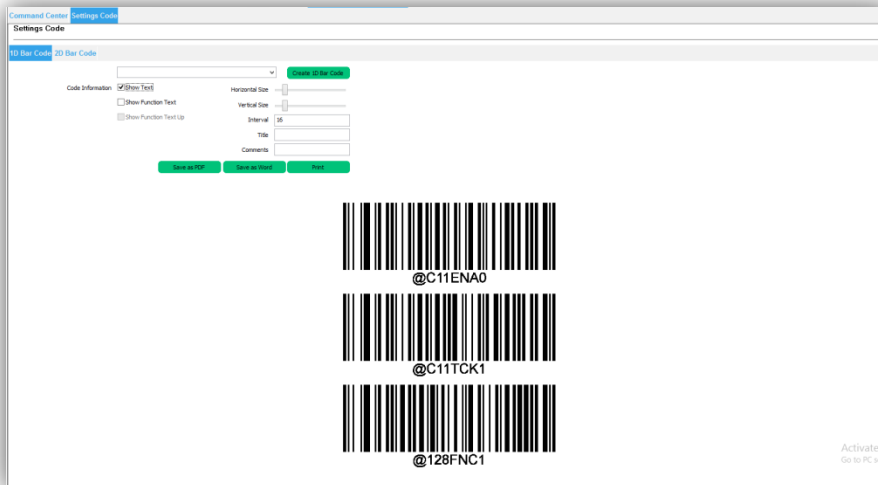 Command Center Settings Code
Settings Code
1D Bar Code 2D Bar Code
Create 1D Bar Code
Code Information Show Text Horizontal Size
Show Function Text Vertical Size
Show Function Text Up Interval 16
Title
Comments
Save as PDF Save as Word Print
@C11ENA0
@C11TCK1
@128FNC1
Activate
Go to PC s